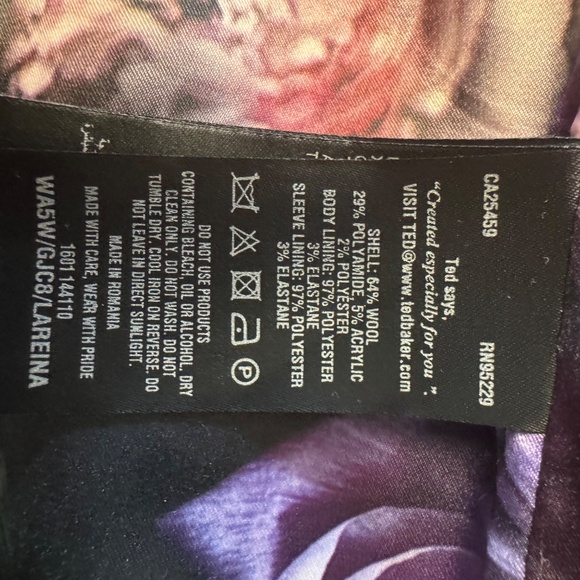 CA25459 RN95229
Ted says,
“Created especially for you”.
VISIT TED@www.tedbaker.com
SHELL: 64% WOOL
29% POLYAMIDE, 5% ACRYLIC
2% POLYESTER
BODY LINING: 97% POLYESTER
3% ELASTANE
SLEEVE LINING: 97% POLYESTER
3% ELASTANE
P
DO NOT USE PRODUCTS
CONTAINING BLEACH, OIL OR ALCOHOL. DRY
CLEAN ONLY. DO NOT WASH. DO NOT
TUMBLE DRY. COOL IRON ON REVERSE. DO
NOT LEAVE IN DIRECT SUNLIGHT.
MADE IN ROMANIA
MADE WITH CARE, WEAR WITH PRIDE
1601 144110
WA5W/GJC8/LAREINA